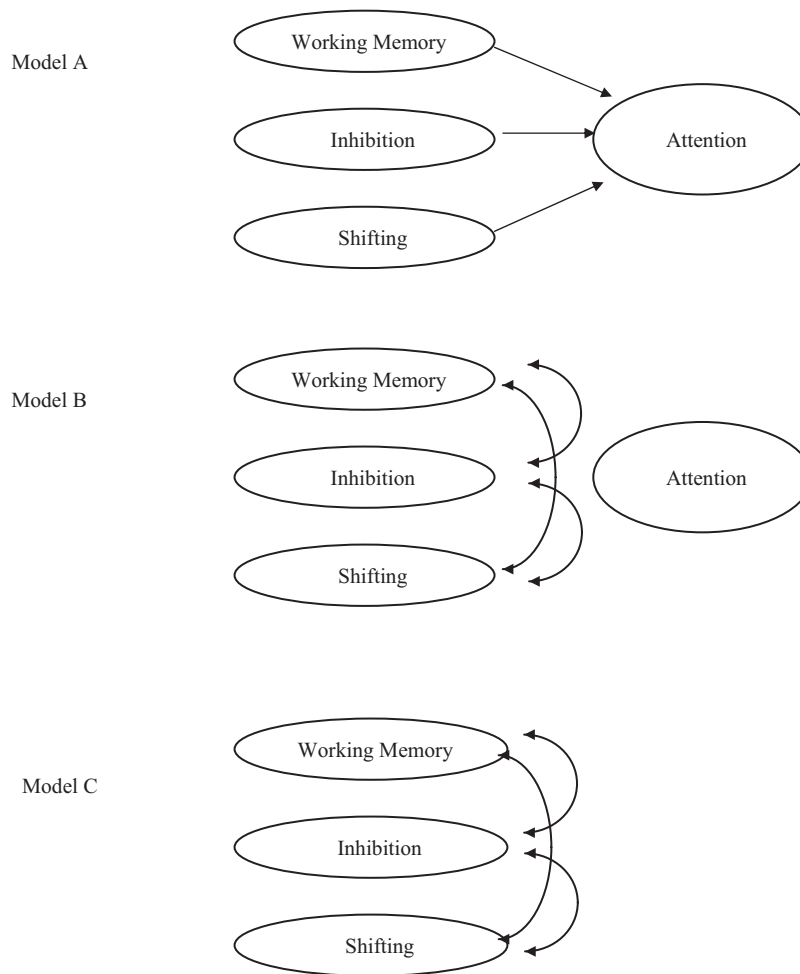 Working Memory
Model A
Inhibition
Attention
Shifting
Working Memory
Model B
Inhibition
Attention
Shifting
Working Memory
Model C
Inhibition
Shifting